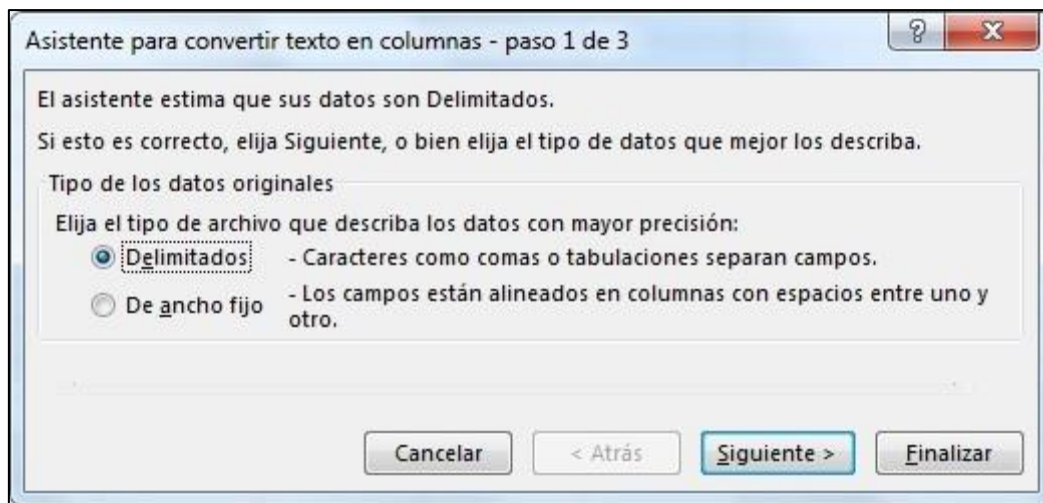 Asistente para convertir texto en columnas - paso 1 de 3
El asistente estima que sus datos son Delimitados.
Si esto es correcto, elija Siguiente, o bien elija el tipo de datos que mejor los describa.
Tipo de los datos originales
Elija el tipo de archivo que describa los datos con mayor precisión:
Delimitados - Caracteres como comas o tabulaciones separan campos.
De ancho fijo - Los campos están alineados en columnas con espacios entre uno y
otro.
Cancelar < Atrás Siguiente > Finalizar